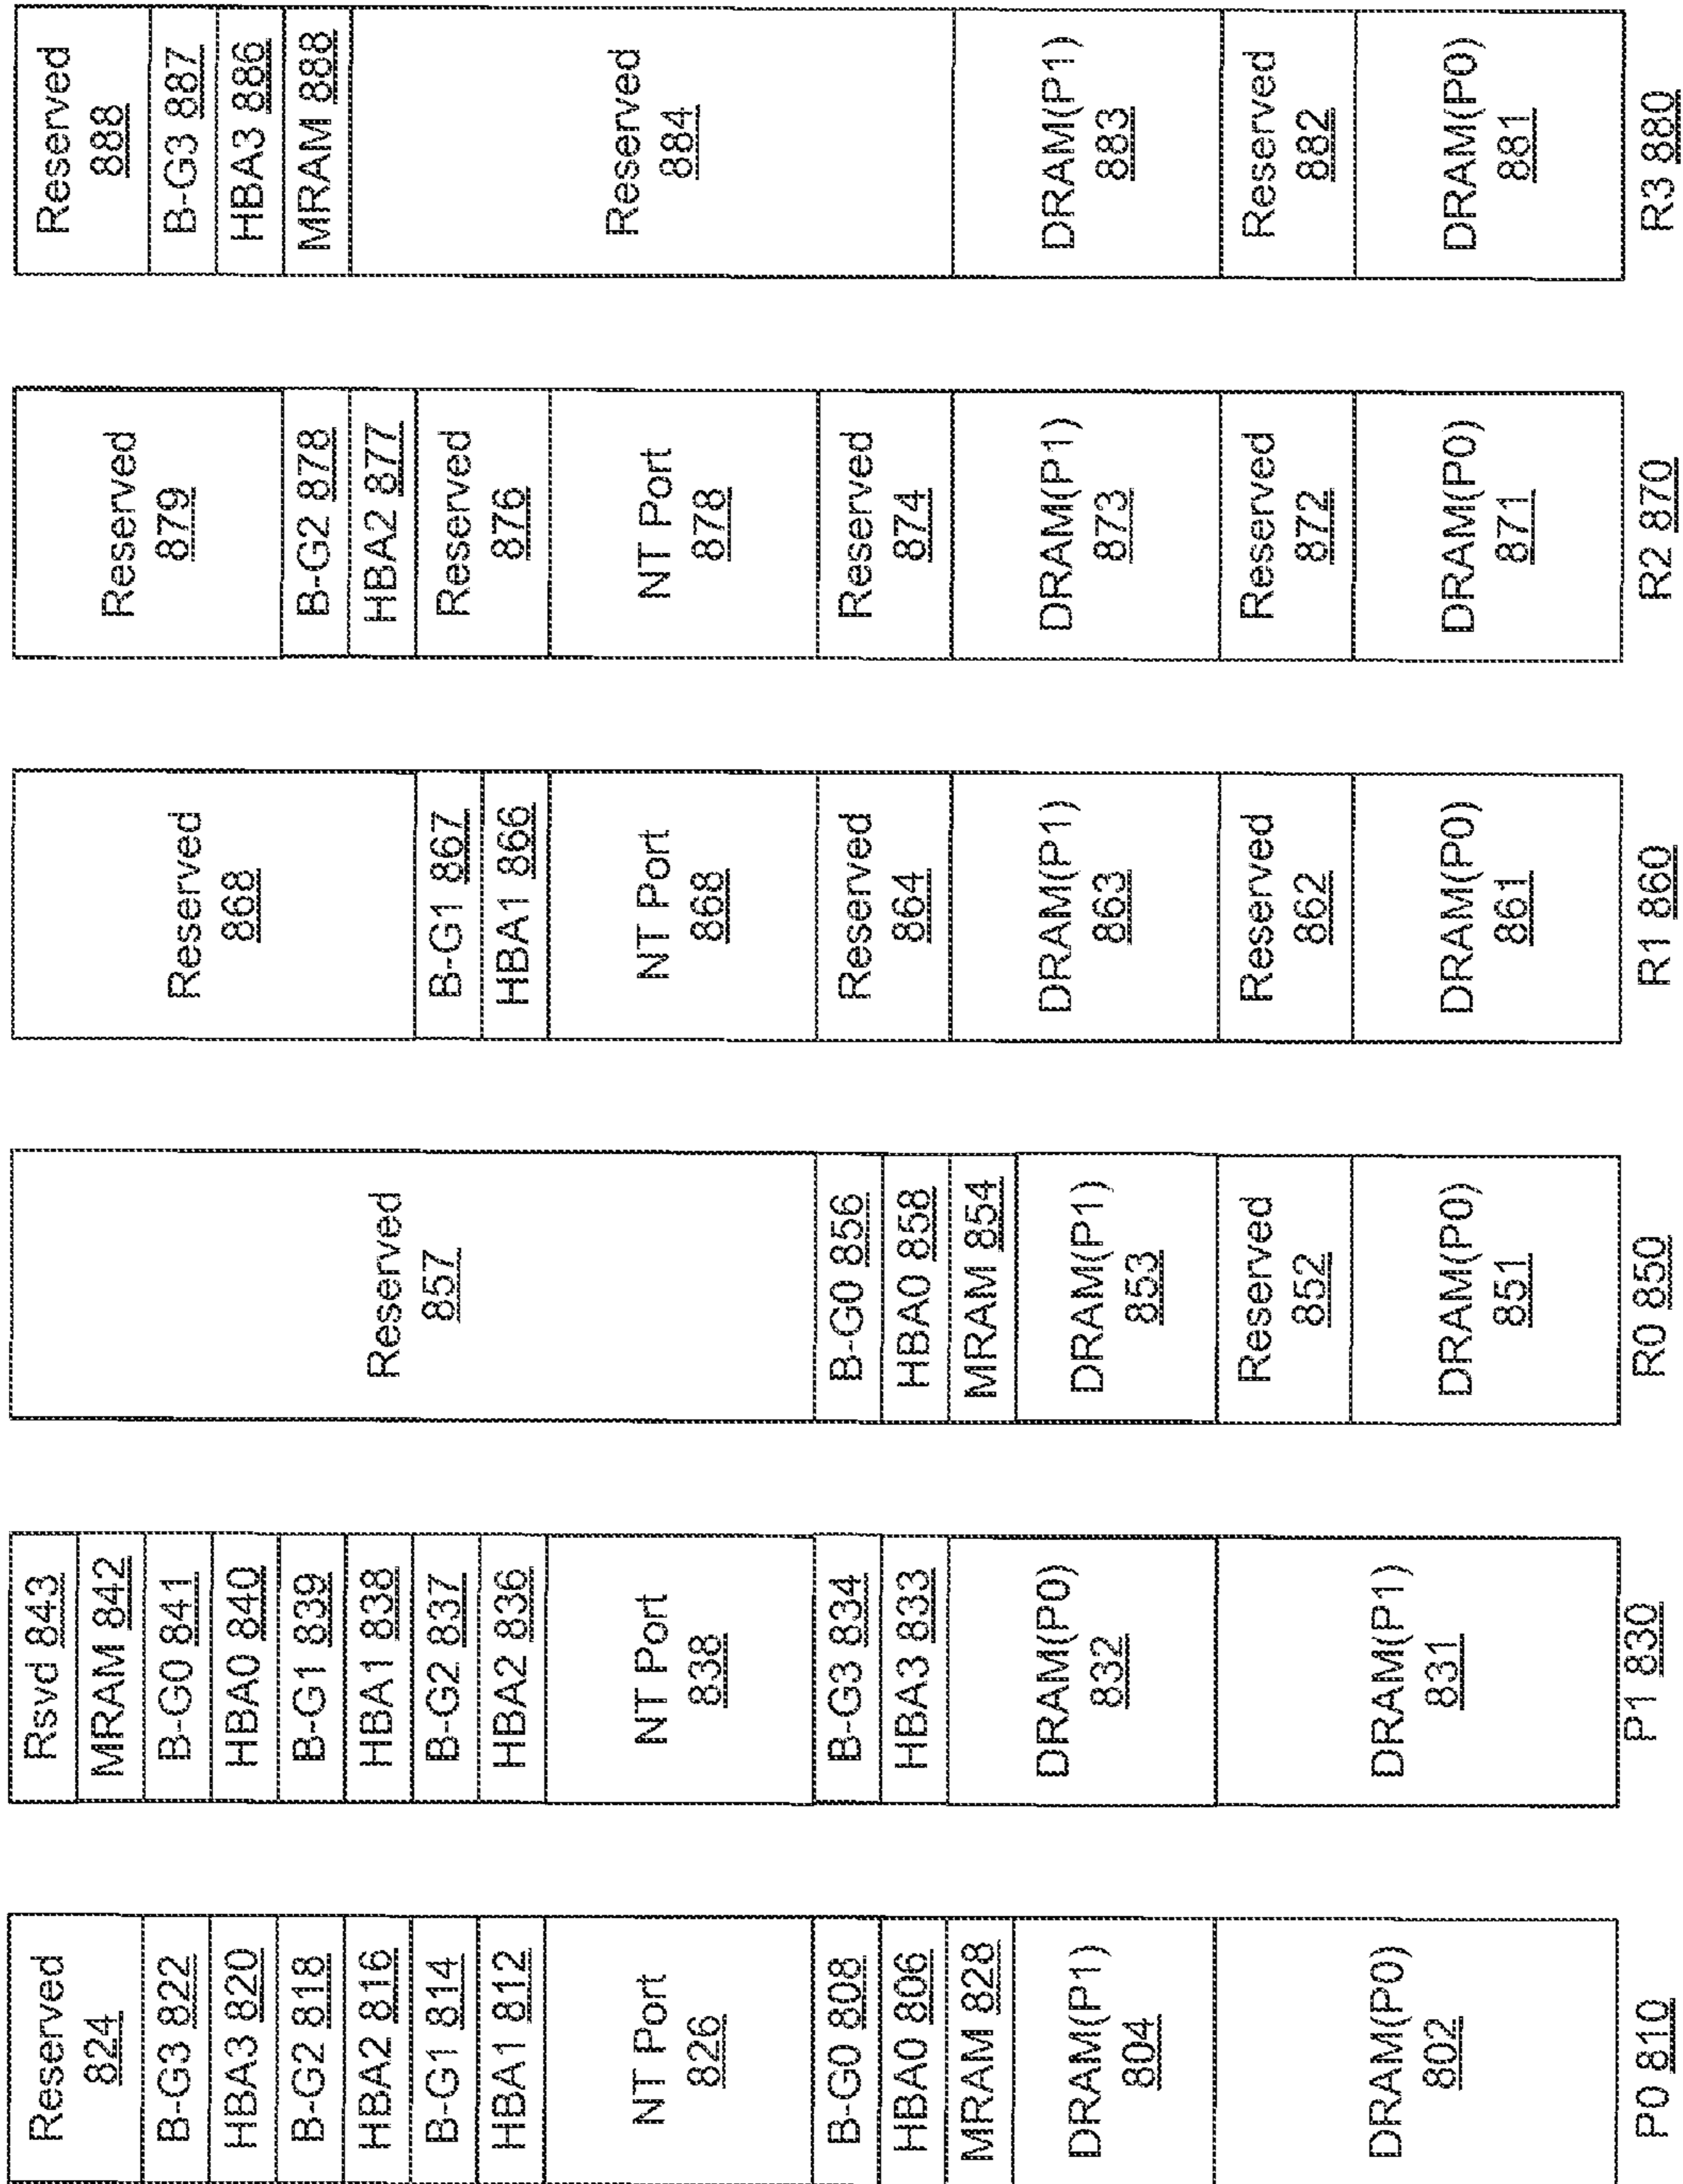 Reserved
824
B-G3 822
HBA3 820
B-G2 818
HBA2 816
B-G1 814
HBA1 812
NT Port
826
B-G0 808
HBA0 806
MRAM 828
DRAM(P1)
804
DRAM(P0)
802
P0 810
Rsvd 843
MRAM 842
B-G0 841
HBA0 840
B-G1 839
HBA1 838
B-G2 837
HBA2 836
NT Port
838
B-G3 834
HBA3 833
DRAM(P0)
832
DRAM(P1)
831
P1 830
Reserved
857
B-G0 856
HBA0 858
MRAM 854
DRAM(P1)
853
Reserved
852
DRAM(P0)
851
R0 850
Reserved
868
B-G1 867
HBA1 866
NT Port
868
Reserved
864
DRAM(P1)
863
Reserved
862
DRAM(P0)
861
R1 860
Reserved
879
B-G2 878
HBA2 877
Reserved
876
NT Port
878
Reserved
874
DRAM(P1)
873
Reserved
872
DRAM(P0)
871
R2 870
Reserved
888
B-G3 887
HBA3 886
MRAM 888
Reserved
884
DRAM(P1)
883
Reserved
882
DRAM(P0)
881
R3 880